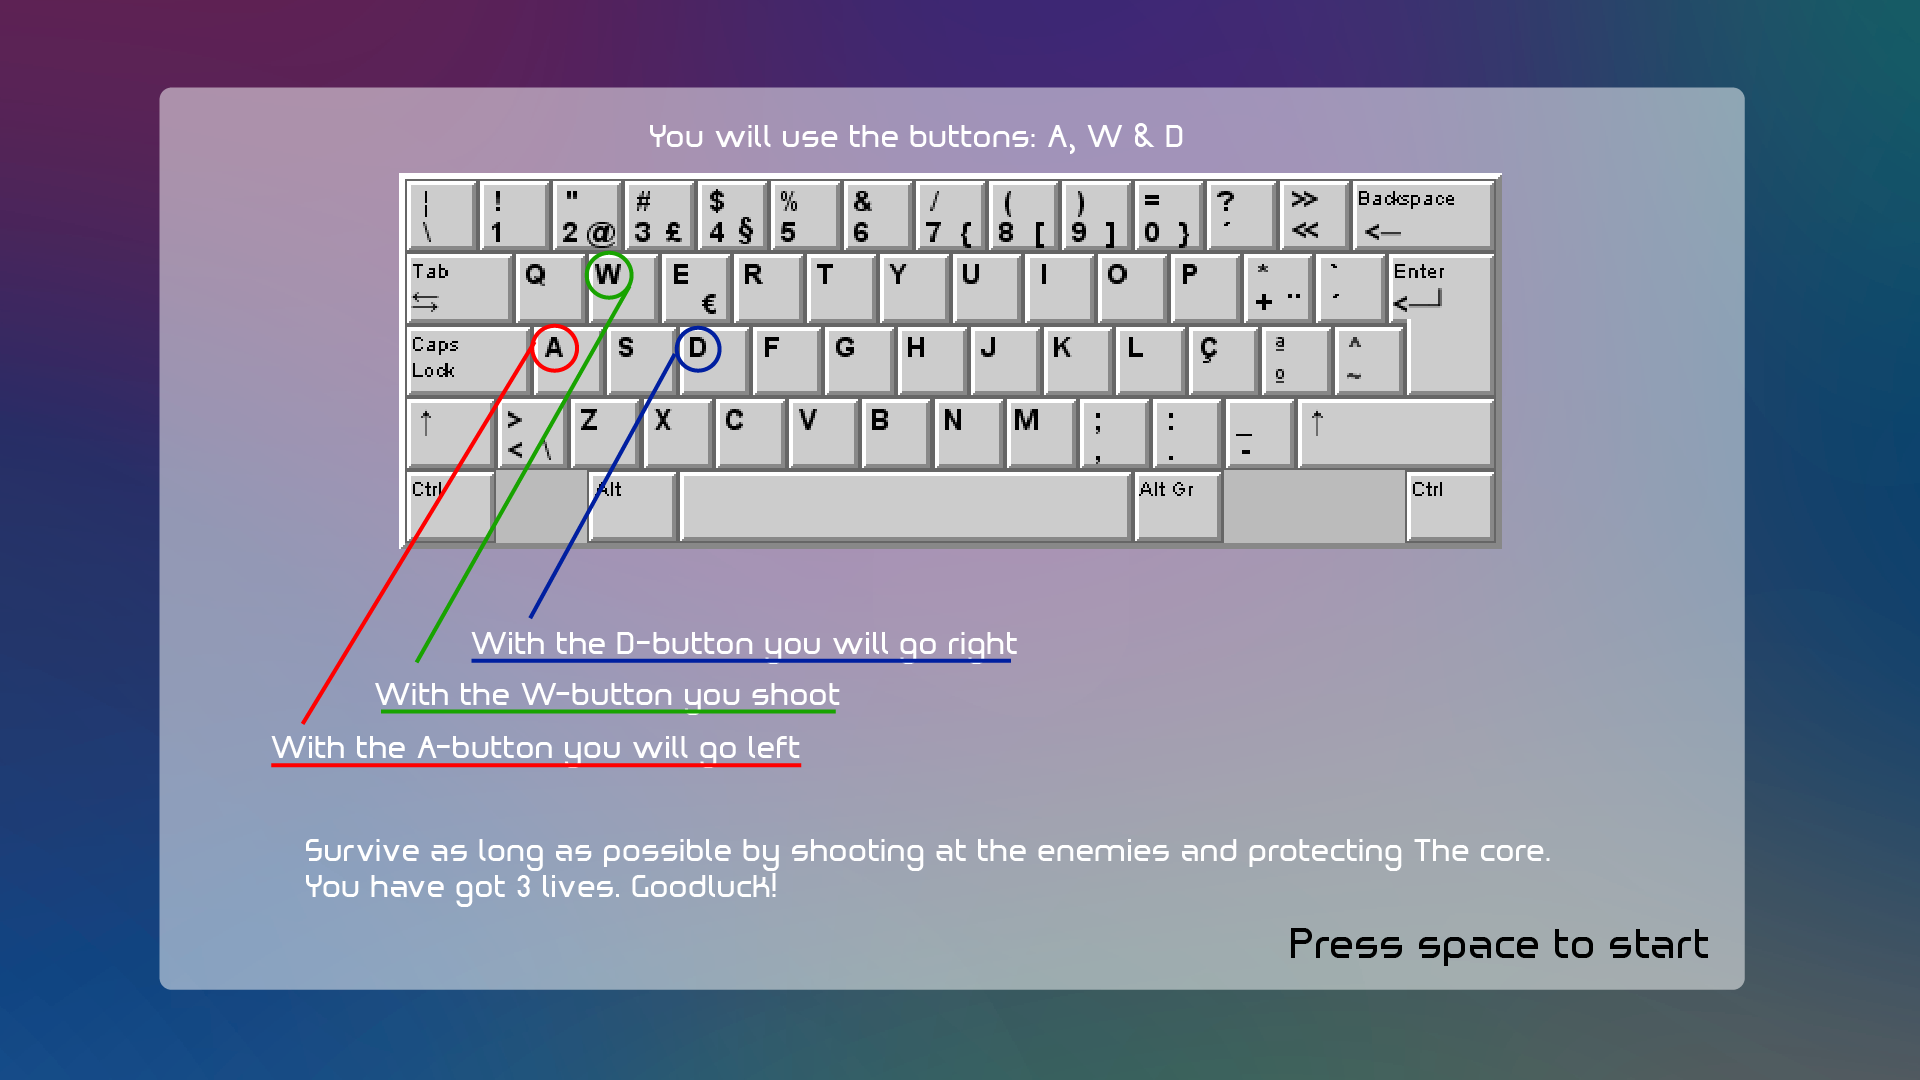 You will use the buttons: A, W & D
¦ ! " # $ % & / ( ) = ? >> Backspace
\ 1 2 @ 3 £ 4 § 5 6 7 { 8 [ 9 ] 0 } ´ << <—
Tab Q W E R T Y U I O P * ` Enter
⇆ € + ¨ ´ <—┘
Caps A S D F G H J K L Ç ª ^
Lock º ~
↑ > Z X C V B N M ; : _ ↑
< \ , . -
Ctrl Alt Alt Gr Ctrl
With the D-button you will go right
With the W-button you shoot
With the A-button you will go left
Survive as long as possible by shooting at the enemies and protecting The core.
You have got 3 lives. Goodluck!
Press space to start